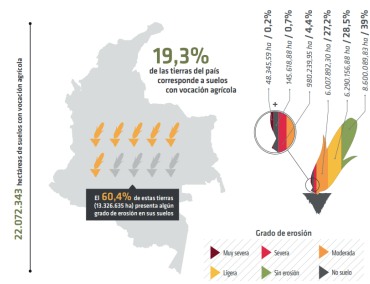 22.072.343 hectáreas de suelos con vocación agrícola
19,3%
de las tierras del país
corresponde a suelos
con vocación agrícola
El 60,4% de estas tierras
(13.326.635 ha) presenta algún
grado de erosión en sus suelos
48.345.59 ha / 0,2%
145.618.88 ha / 0,7%
980.239,95 ha / 4,4%
6.007.892,30 ha / 27,2%
6.290.156.88 ha / 28,5%
8.600.089.83 ha / 39%
+
Grado de erosión
Muy severa
Severa
Moderada
Ligera
Sin erosión
No suelo